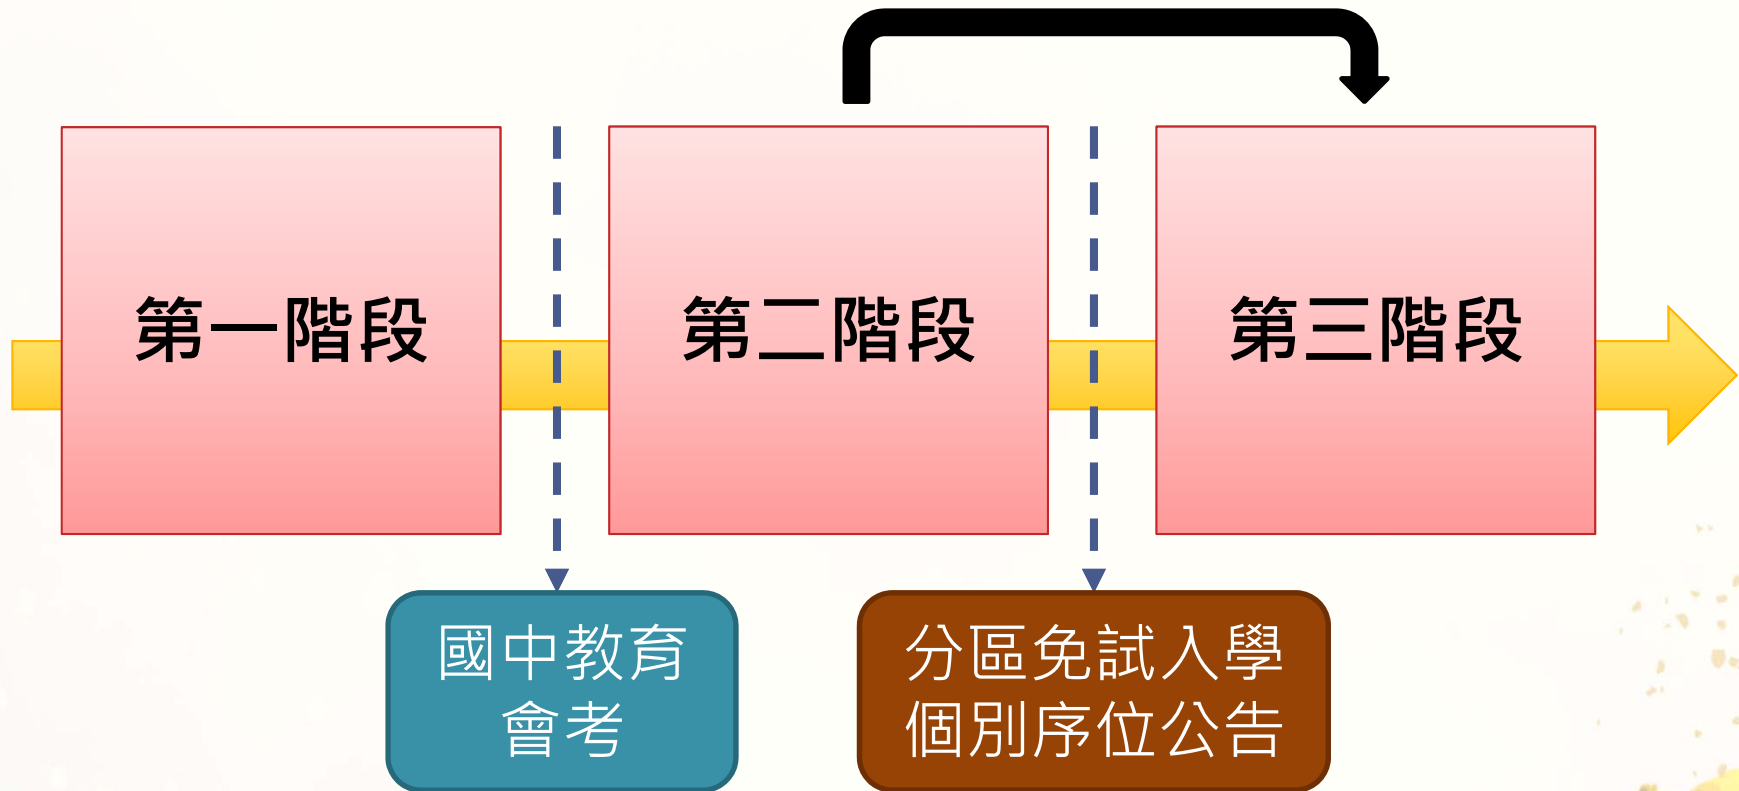 第一階段
第二階段
第三階段
國中教育
會考
分區免試入學
個別序位公告